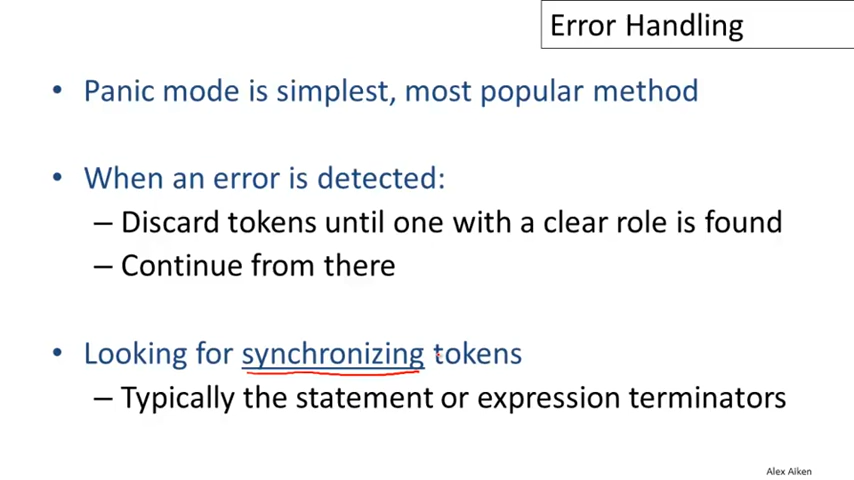 Error Handling
• Panic mode is simplest, most popular method
• When an error is detected:
– Discard tokens until one with a clear role is found
– Continue from there
• Looking for synchronizing tokens
– Typically the statement or expression terminators
Alex Aiken